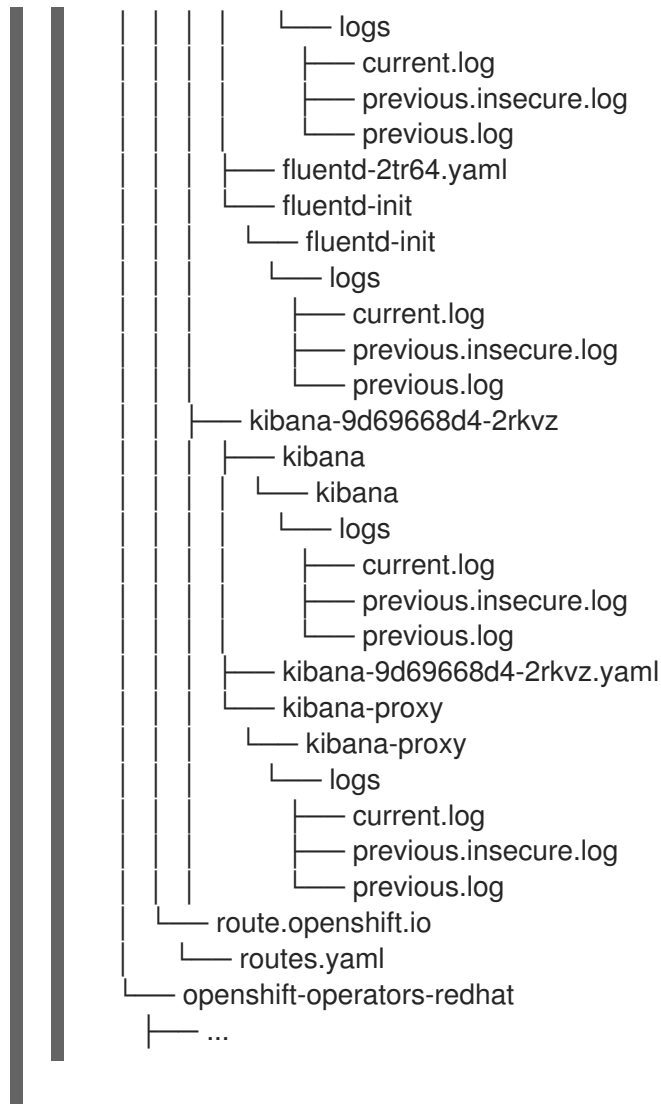 │ │ │ │ └── logs
│ │ │ │ ├── current.log
│ │ │ │ ├── previous.insecure.log
│ │ │ │ └── previous.log
│ │ │ ├── fluentd-2tr64.yaml
│ │ │ └── fluentd-init
│ │ │ └── fluentd-init
│ │ │ └── logs
│ │ │ ├── current.log
│ │ │ ├── previous.insecure.log
│ │ │ └── previous.log
│ │ ├── kibana-9d69668d4-2rkvz
│ │ │ ├── kibana
│ │ │ │ └── kibana
│ │ │ │ └── logs
│ │ │ │ ├── current.log
│ │ │ │ ├── previous.insecure.log
│ │ │ │ └── previous.log
│ │ │ ├── kibana-9d69668d4-2rkvz.yaml
│ │ │ └── kibana-proxy
│ │ │ └── kibana-proxy
│ │ │ └── logs
│ │ │ ├── current.log
│ │ │ ├── previous.insecure.log
│ │ │ └── previous.log
│ └── route.openshift.io
│ └── routes.yaml
└── openshift-operators-redhat
├── ...